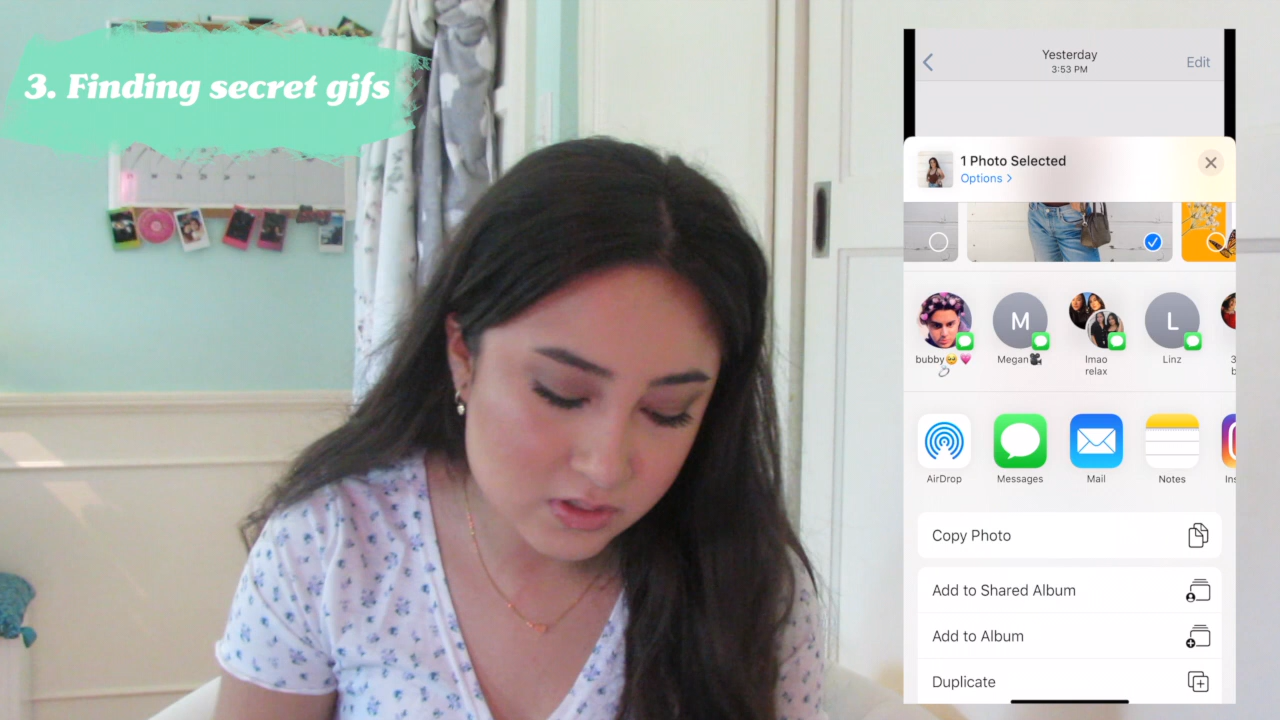 3. Finding secret gifs
Yesterday
3:53 PM
Edit
1 Photo Selected
Options >
M
L
bubby🥺💗
💍
Megan🎥
lmao
relax
Linz
AirDrop
Messages
Mail
Notes
Copy Photo
Add to Shared Album
Add to Album
Duplicate